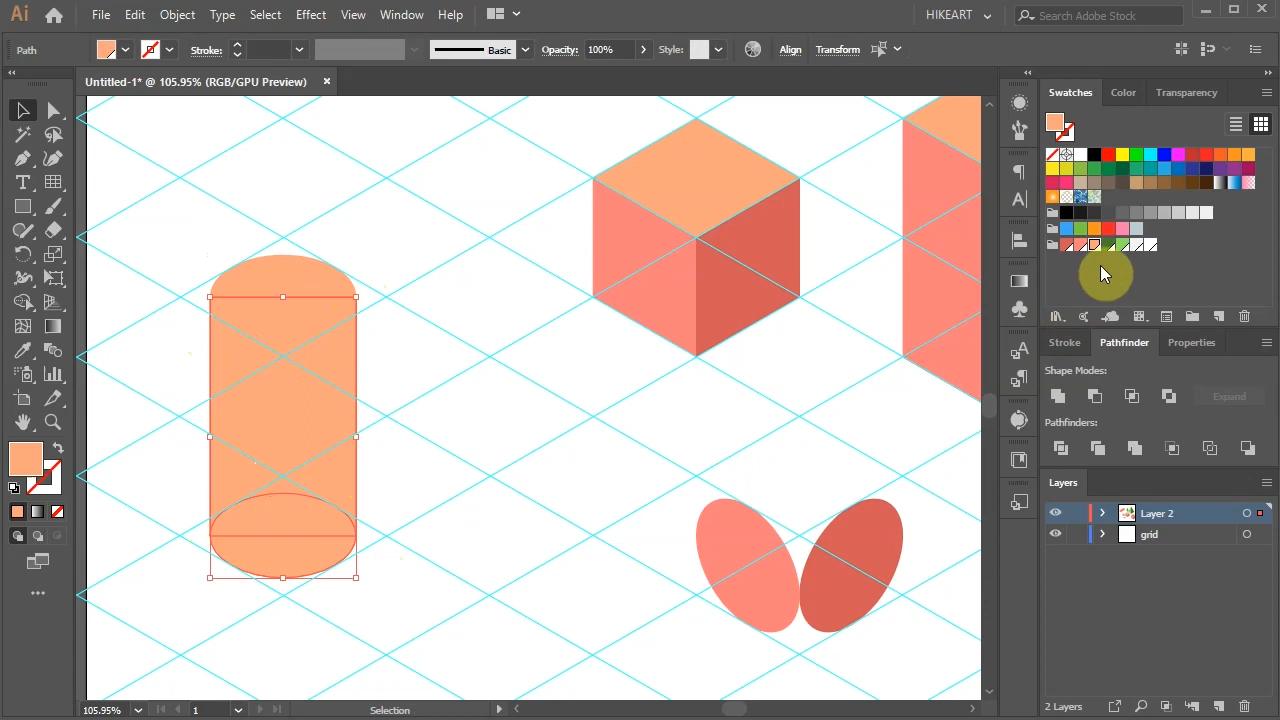 Ai File Edit Object Type Select Effect View Window Help HIKEART Search Adobe Stock
Path Stroke: Basic Opacity: 100% Style: Align Transform
Untitled-1* @ 105.95% (RGB/GPU Preview)
Swatches Color Transparency
Stroke Pathfinder Properties
Shape Modes:
Expand
Pathfinders:
Layers
Layer 2
grid
105.95% 1 Selection 2 Layers